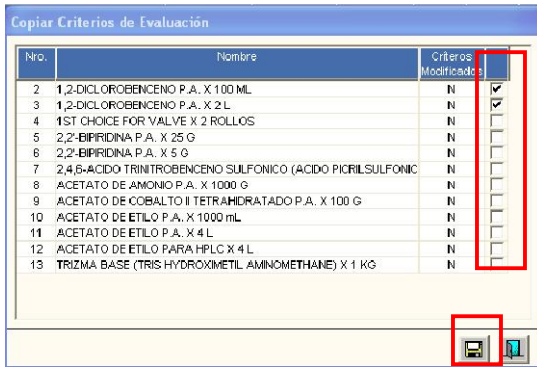 Copiar Criterios de Evaluación
Nro. Nombre Criteros Modificados
2 1,2-DICLOROBENCENO P.A. X 100 ML N
3 1,2-DICLOROBENCENO P.A. X 2 L N
4 1ST CHOICE FOR VALVE X 2 ROLLOS N
5 2,2'-BIPIRIDINA P.A. X 25 G N
6 2,2'-BIPIRIDINA P.A. X 5 G N
7 2,4,6-ACIDO TRINITROBENCENO SULFONICO (ACIDO PICRILSULFONIC N
8 ACETATO DE AMONIO P.A. X 1000 G N
9 ACETATO DE COBALTO II TETRAHIDRATADO P.A. X 100 G N
10 ACETATO DE ETILO P.A. X 1000 mL N
11 ACETATO DE ETILO P.A. X 4 L N
12 ACETATO DE ETILO PARA HPLC X 4 L N
13 TRIZMA BASE (TRIS HYDROXIMETIL AMINOMETHANE) X 1 KG N